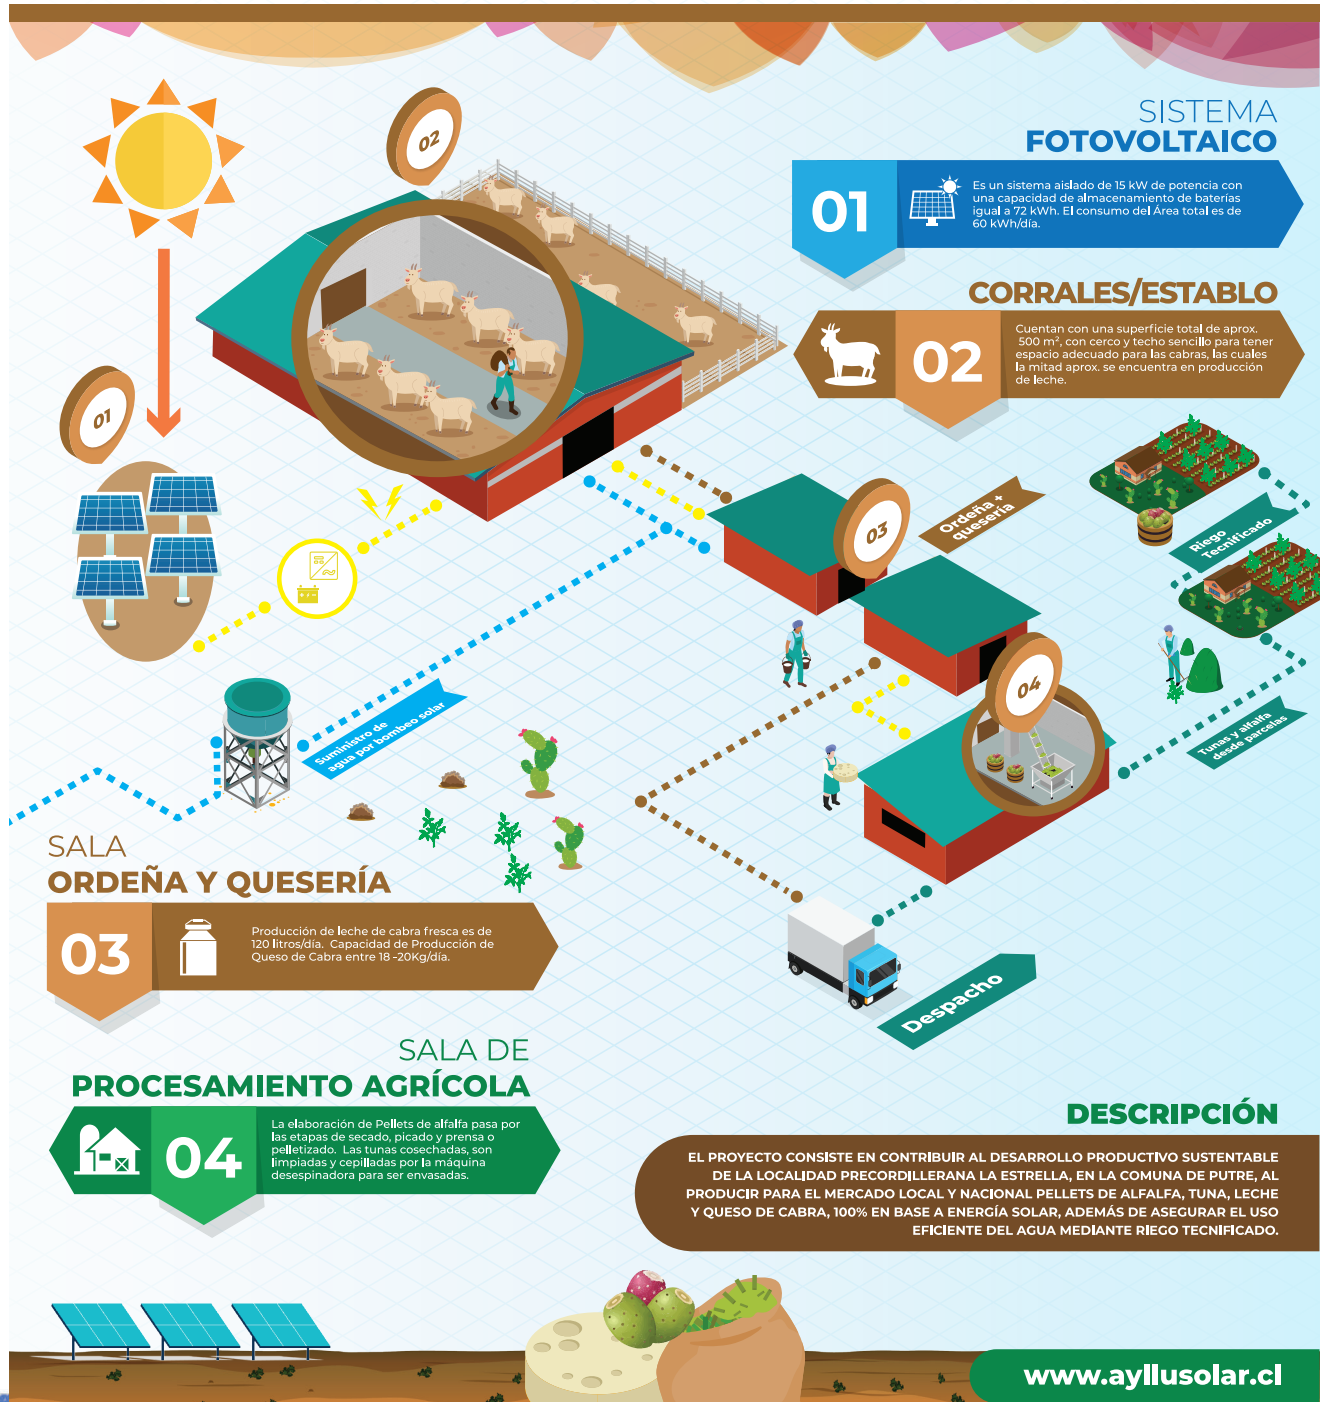 SISTEMA
FOTOVOLTAICO
01
Es un sistema aislado de 15 kW de potencia con
una capacidad de almacenamiento de baterías
igual a 72 kWh. El consumo del Área total es de
60 kWh/día.
CORRALES/ESTABLO
02
Cuentan con una superficie total de aprox.
500 m², con cerco y techo sencillo para tener
espacio adecuado para las cabras, las cuales
la mitad aprox. se encuentra en producción
de leche.
02
01
03
Ordeña +
quesería
Riego
Tecnificado
04
Tunas y alfalfa
desde parcelas
Suministro de
agua por bombeo solar
Despacho
SALA
ORDEÑA Y QUESERÍA
03
Producción de leche de cabra fresca es de
120 litros/día. Capacidad de Producción de
Queso de Cabra entre 18 -20Kg/día.
SALA DE
PROCESAMIENTO AGRÍCOLA
04
La elaboración de Pellets de alfalfa pasa por
las etapas de secado, picado y prensa o
pelletizado. Las tunas cosechadas, son
limpiadas y cepilladas por la máquina
desespinadora para ser envasadas.
DESCRIPCIÓN
EL PROYECTO CONSISTE EN CONTRIBUIR AL DESARROLLO PRODUCTIVO SUSTENTABLE
DE LA LOCALIDAD PRECORDILLERANA LA ESTRELLA, EN LA COMUNA DE PUTRE, AL
PRODUCIR PARA EL MERCADO LOCAL Y NACIONAL PELLETS DE ALFALFA, TUNA, LECHE
Y QUESO DE CABRA, 100% EN BASE A ENERGÍA SOLAR, ADEMÁS DE ASEGURAR EL USO
EFICIENTE DEL AGUA MEDIANTE RIEGO TECNIFICADO.
www.ayllusolar.cl